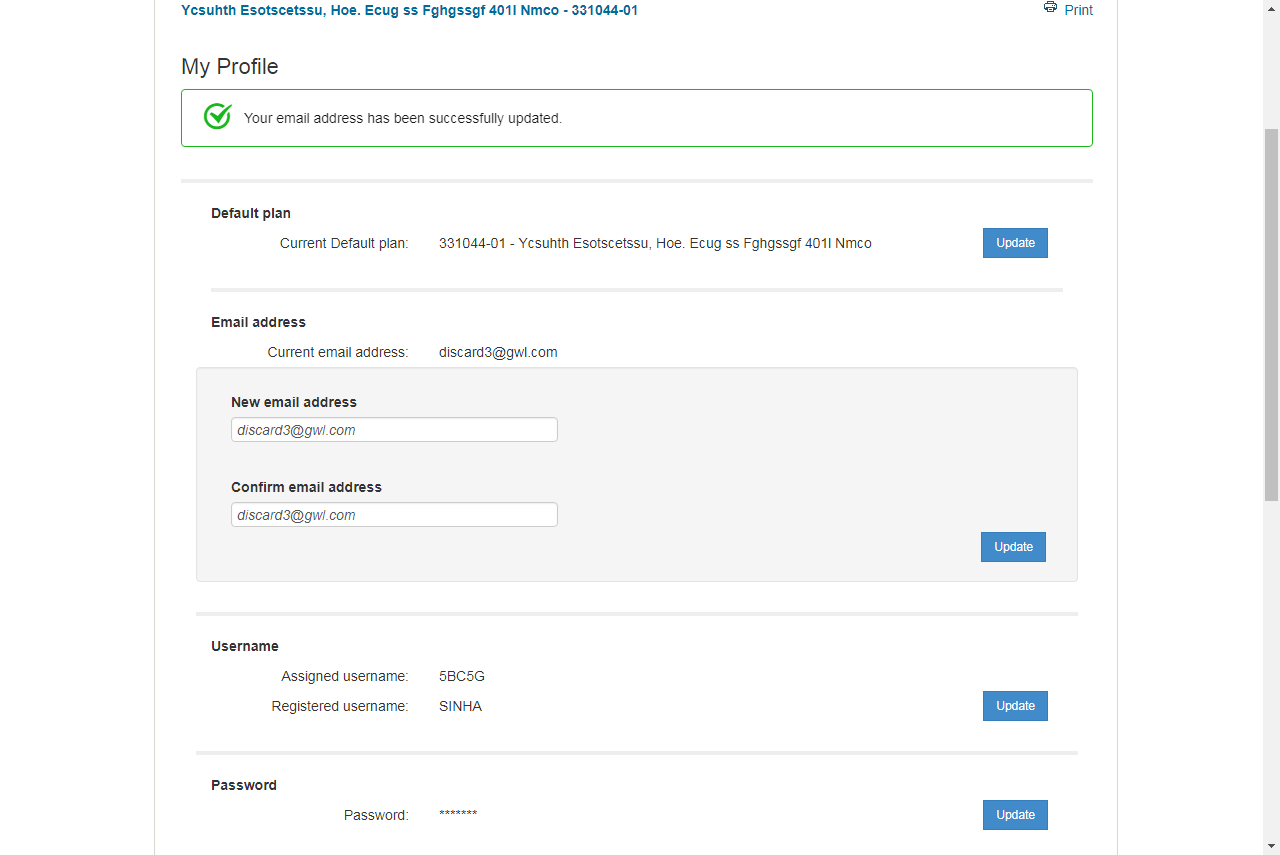 Ycsuhth Esotscetssu, Hoe. Ecug ss Fghgssgf 401l Nmco - 331044-01
Print
My Profile
Your email address has been successfully updated.
Default plan
Current Default plan: 331044-01 - Ycsuhth Esotscetssu, Hoe. Ecug ss Fghgssgf 401l Nmco Update
Email address
Current email address: discard3@gwl.com
New email address
discard3@gwl.com
Confirm email address
discard3@gwl.com
Update
Username
Assigned username: 5BC5G
Registered username: SINHA Update
Password
Password: ******* Update